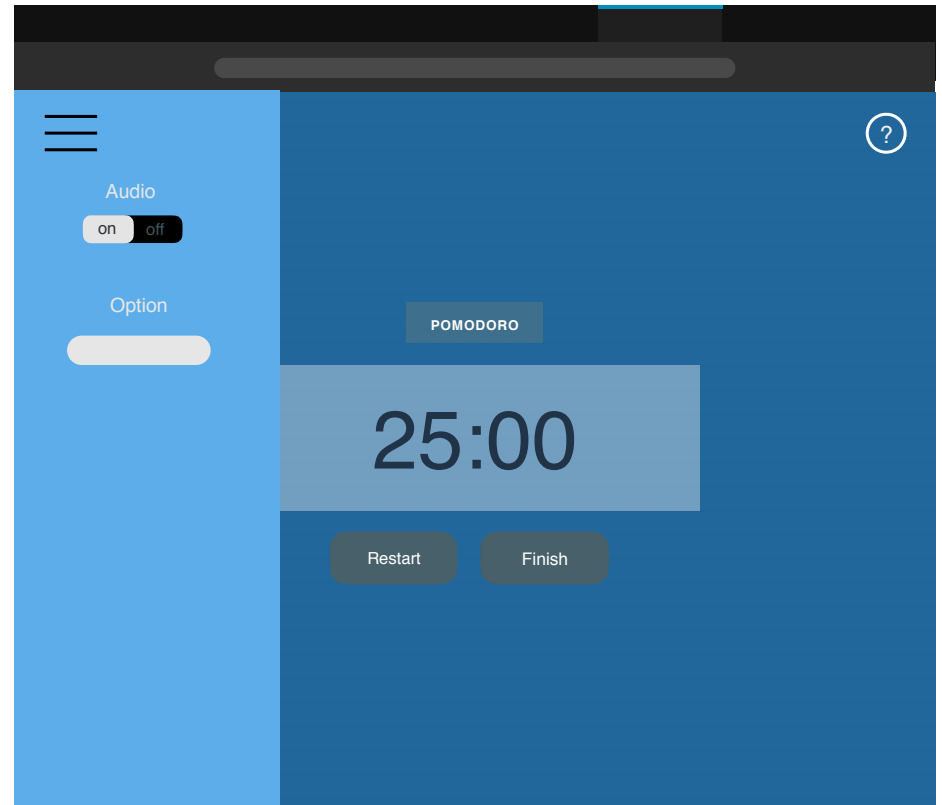 ?
Audio
on off
Option
POMODORO
25:00
Restart Finish